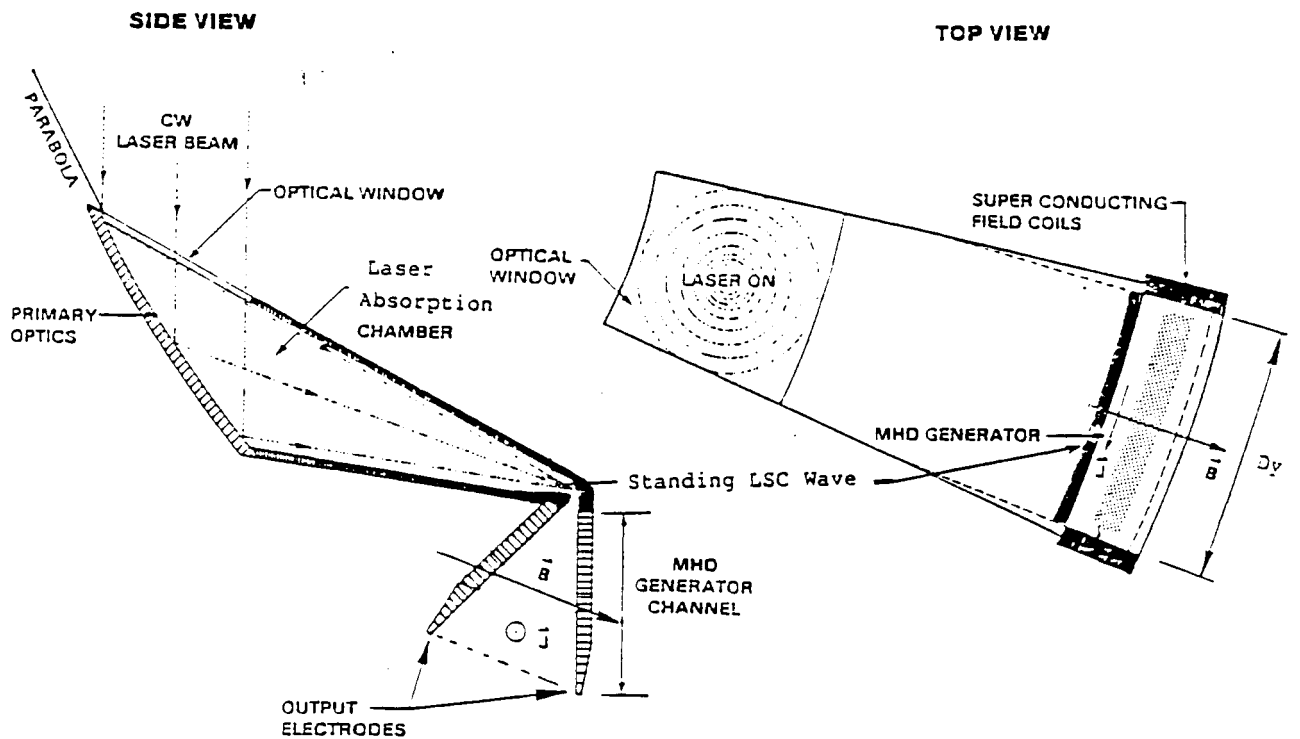 SIDE VIEW
TOP VIEW
PARABOLA
CW
LASER BEAM
OPTICAL WINDOW
Laser
Absorption
CHAMBER
PRIMARY
OPTICS
OPTICAL
WINDOW
LASER ON
SUPER CONDUCTING
FIELD COILS
MHD GENERATOR
Standing LSC Wave
J
B
Dy
B
MHD
GENERATOR
CHANNEL
J
OUTPUT
ELECTRODES